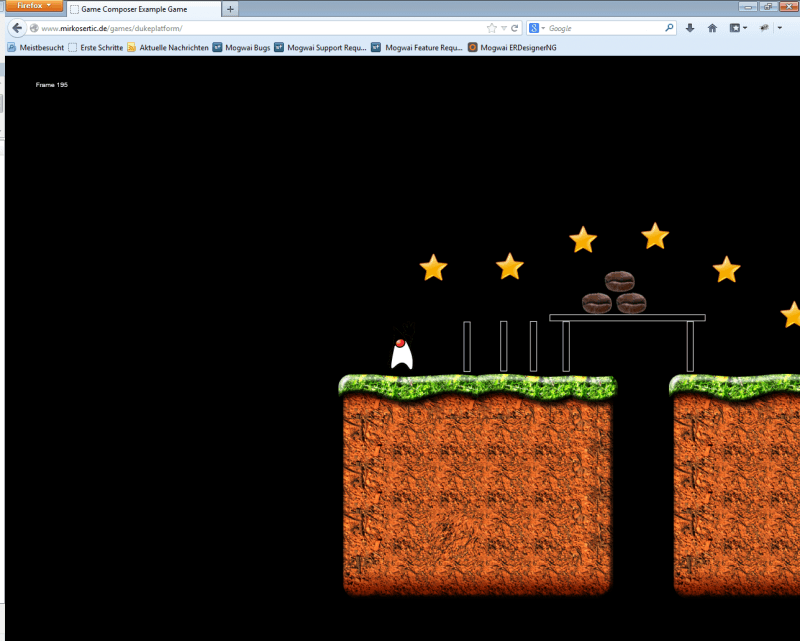 Firefox
Game Composer Example Game
www.mirkosertic.de/games/dukeplatform/
Google
Meistbesucht Erste Schritte Aktuelle Nachrichten Mogwai Bugs Mogwai Support Requ... Mogwai Feature Requ... Mogwai ERDesignerNG
Frame 195